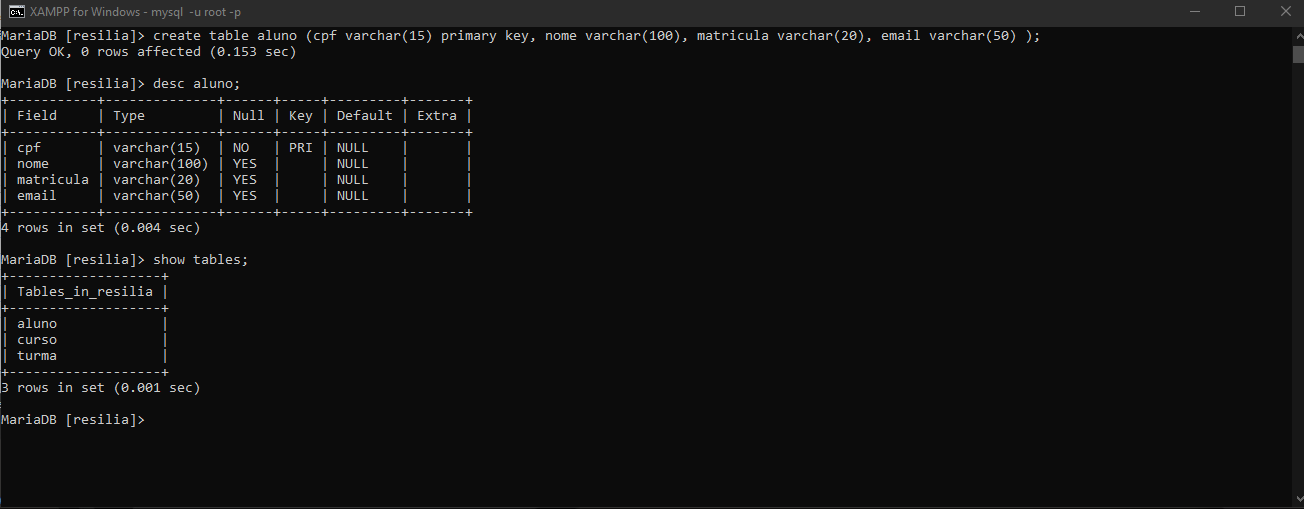 XAMPP for Windows - mysql  -u root -p
MariaDB [resilia]> create table aluno (cpf varchar(15) primary key, nome varchar(100), matricula varchar(20), email varchar(50) );
Query OK, 0 rows affected (0.153 sec)
MariaDB [resilia]> desc aluno;
+-----------+--------------+------+-----+---------+-------+
| Field     | Type         | Null | Key | Default | Extra |
+-----------+--------------+------+-----+---------+-------+
| cpf       | varchar(15)  | NO   | PRI | NULL    |       |
| nome      | varchar(100) | YES  |     | NULL    |       |
| matricula | varchar(20)  | YES  |     | NULL    |       |
| email     | varchar(50)  | YES  |     | NULL    |       |
+-----------+--------------+------+-----+---------+-------+
4 rows in set (0.004 sec)
MariaDB [resilia]> show tables;
+-------------------+
| Tables_in_resilia |
+-------------------+
| aluno             |
| curso             |
| turma             |
+-------------------+
3 rows in set (0.001 sec)
MariaDB [resilia]>